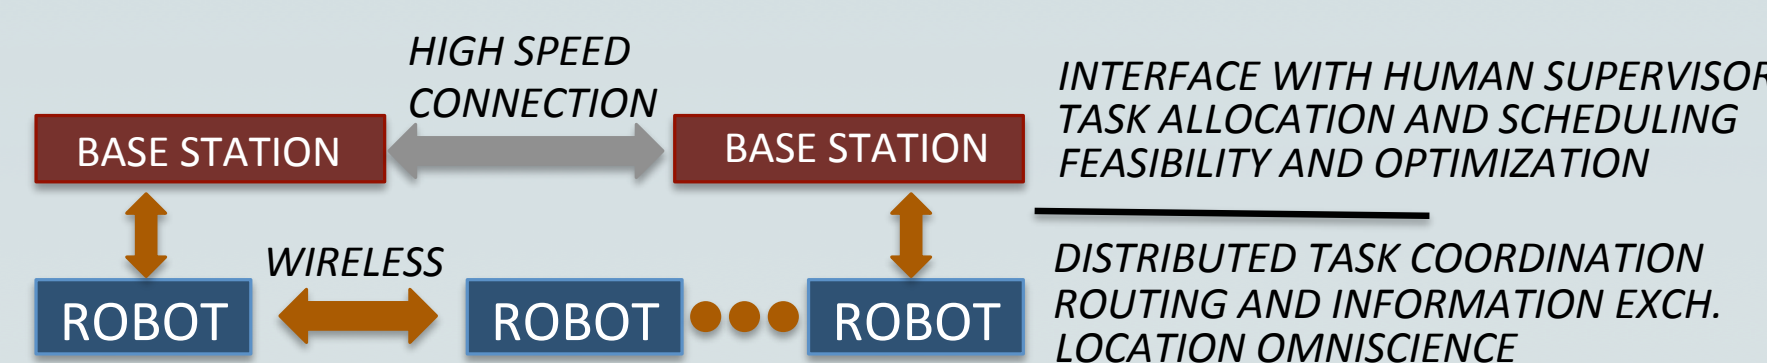 HIGH SPEED
CONNECTION
BASE STATION
BASE STATION
INTERFACE WITH HUMAN SUPERVISOR
TASK ALLOCATION AND SCHEDULING
FEASIBILITY AND OPTIMIZATION
WIRELESS
ROBOT
ROBOT
ROBOT
DISTRIBUTED TASK COORDINATION
ROUTING AND INFORMATION EXCH.
LOCATION OMNISCIENCE